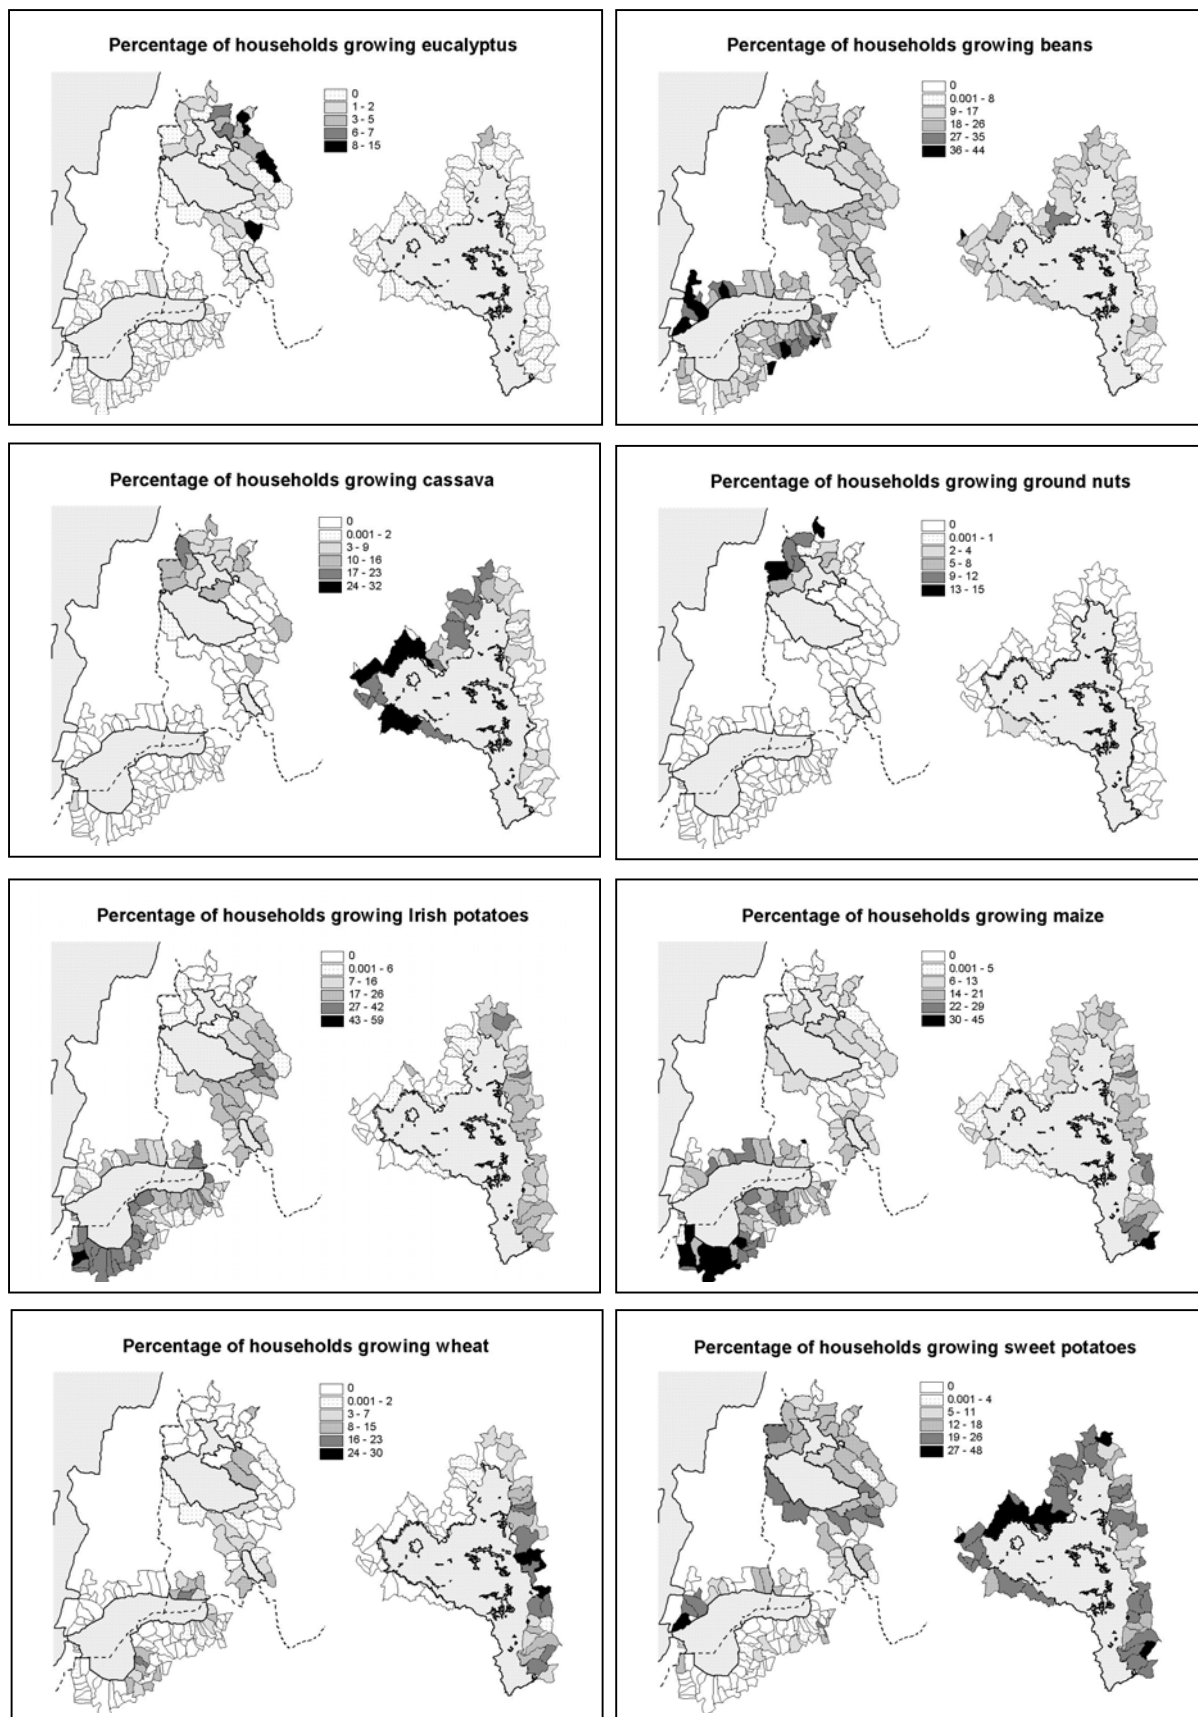 Percentage of households growing eucalyptus
0
1 - 2
3 - 5
6 - 7
8 - 15
Percentage of households growing beans
0
0.001 - 8
9 - 17
18 - 26
27 - 35
36 - 44
Percentage of households growing cassava
0
0.001 - 2
3 - 9
10 - 16
17 - 23
24 - 32
Percentage of households growing ground nuts
0
0.001 - 1
2 - 4
5 - 8
9 - 12
13 - 15
Percentage of households growing Irish potatoes
0
0.001 - 6
7 - 16
17 - 26
27 - 42
43 - 59
Percentage of households growing maize
0
0.001 - 5
6 - 13
14 - 21
22 - 29
30 - 45
Percentage of households growing wheat
0
0.001 - 2
3 - 7
8 - 15
16 - 23
24 - 30
Percentage of households growing sweet potatoes
0
0.001 - 4
5 - 11
12 - 18
19 - 26
27 - 48